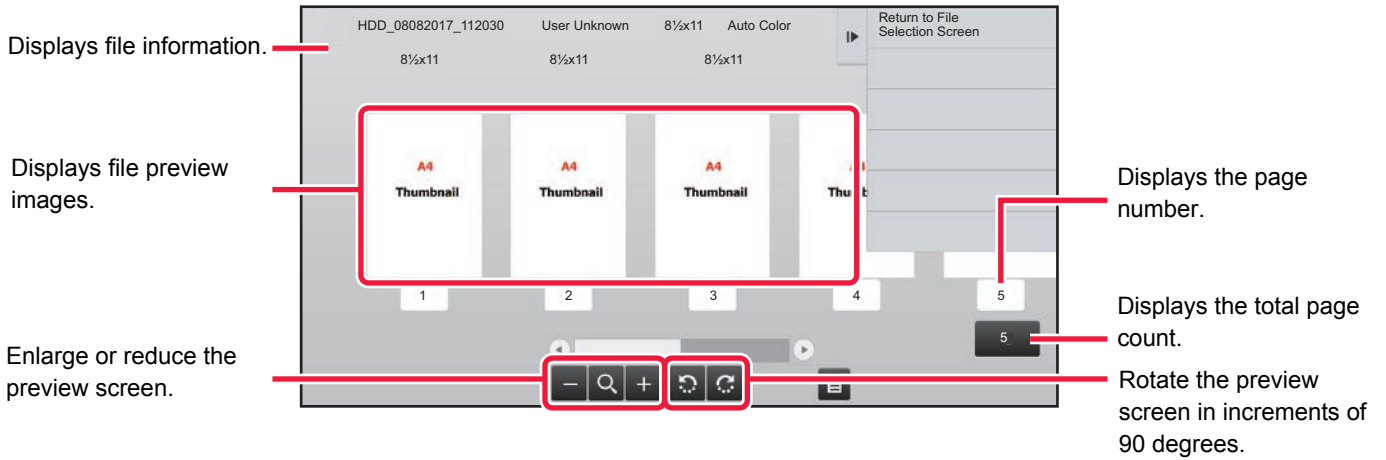 HDD_08082017_112030 User Unknown 8½x11 Auto Color
Return to File
Selection Screen
Displays file information.
8½x11 8½x11 8½x11
A4 A4 A4
Thumbnail Thumbnail Thumbnail Thu
Displays file preview
images.
Displays the page
number.
1 2 3 4 5
Displays the total page
count.
5
Enlarge or reduce the
preview screen.
Rotate the preview
screen in increments of
90 degrees.